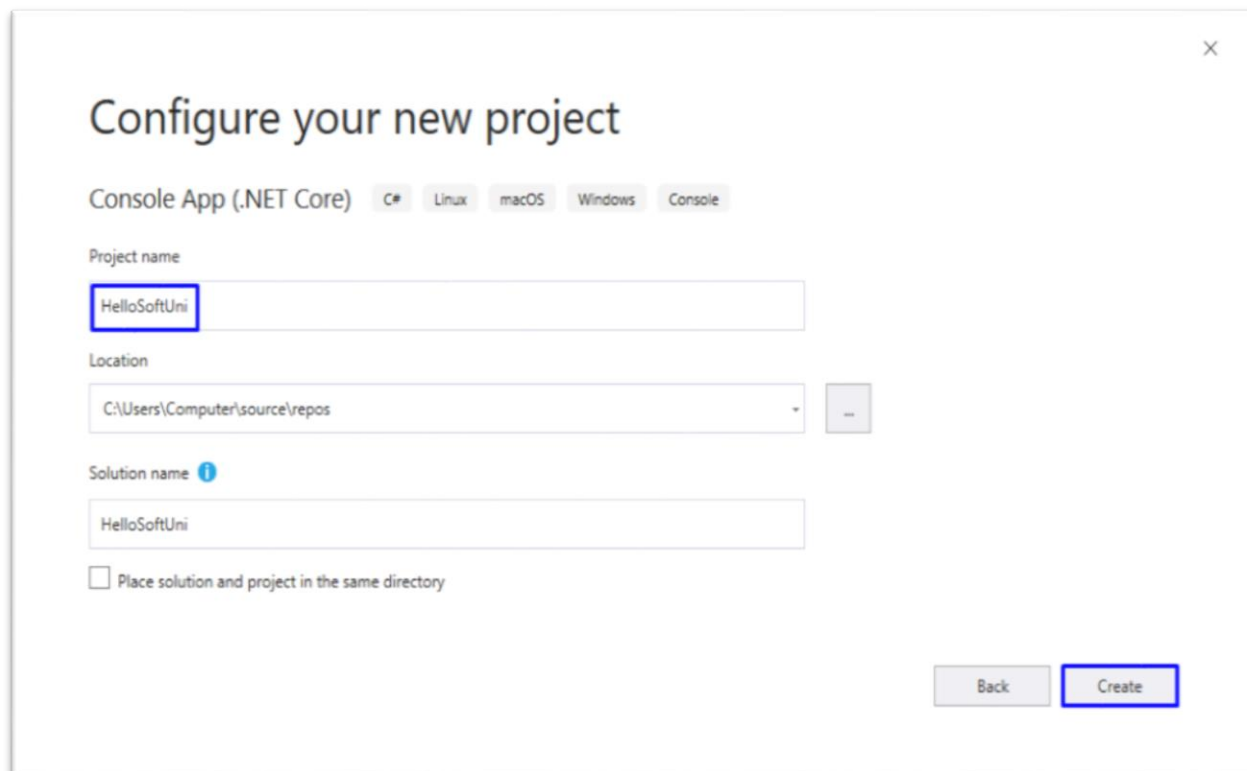 Configure your new project
Console App (.NET Core) C# Linux macOS Windows Console
Project name
HelloSoftUni
Location
C:\Users\Computer\source\repos
...
Solution name
HelloSoftUni
Place solution and project in the same directory
Back Create